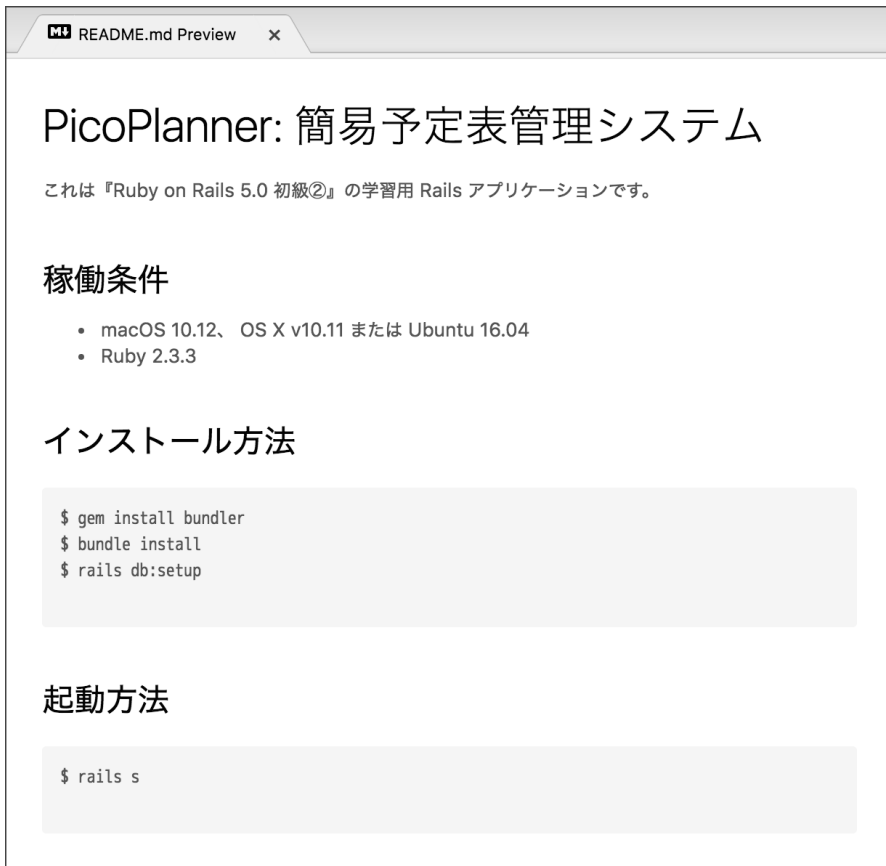 README.md Preview
PicoPlanner: 簡易予定表管理システム
これは『Ruby on Rails 5.0 初級②』の学習用 Rails アプリケーションです。
稼働条件
• macOS 10.12、 OS X v10.11 または Ubuntu 16.04
• Ruby 2.3.3
インストール方法
$ gem install bundler
$ bundle install
$ rails db:setup
起動方法
$ rails s